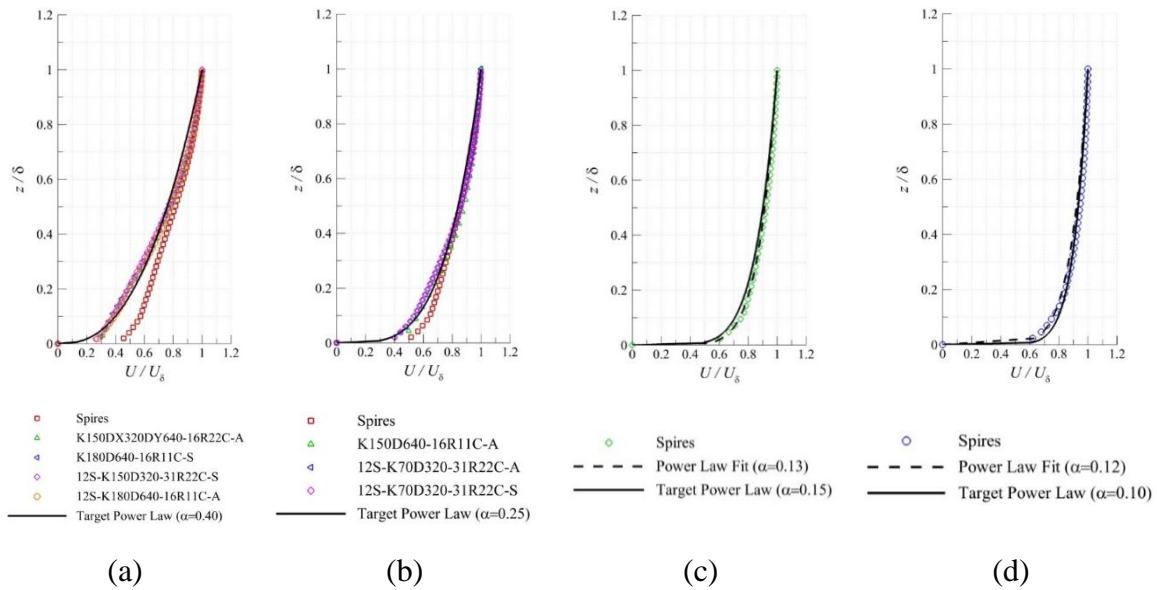 1.2
1
0.8
0.6
0.4
0.2
0
z / δ
0 0.2 0.4 0.6 0.8 1 1.2
U / U_δ
Spires
K150DX320DY640-16R22C-A
K180D640-16R11C-S
12S-K150D320-31R22C-S
12S-K180D640-16R11C-A
Target Power Law (α=0.40)
(a)
1.2
1
0.8
0.6
0.4
0.2
0
z / δ
0 0.2 0.4 0.6 0.8 1 1.2
U / U_δ
Spires
K150D640-16R11C-A
12S-K70D320-31R22C-A
12S-K70D320-31R22C-S
Target Power Law (α=0.25)
(b)
1.2
1
0.8
0.6
0.4
0.2
0
z / δ
0 0.2 0.4 0.6 0.8 1 1.2
U / U_δ
Spires
Power Law Fit (α=0.13)
Target Power Law (α=0.15)
(c)
1.2
1
0.8
0.6
0.4
0.2
0
z / δ
0 0.2 0.4 0.6 0.8 1 1.2
U / U_δ
Spires
Power Law Fit (α=0.12)
Target Power Law (α=0.10)
(d)